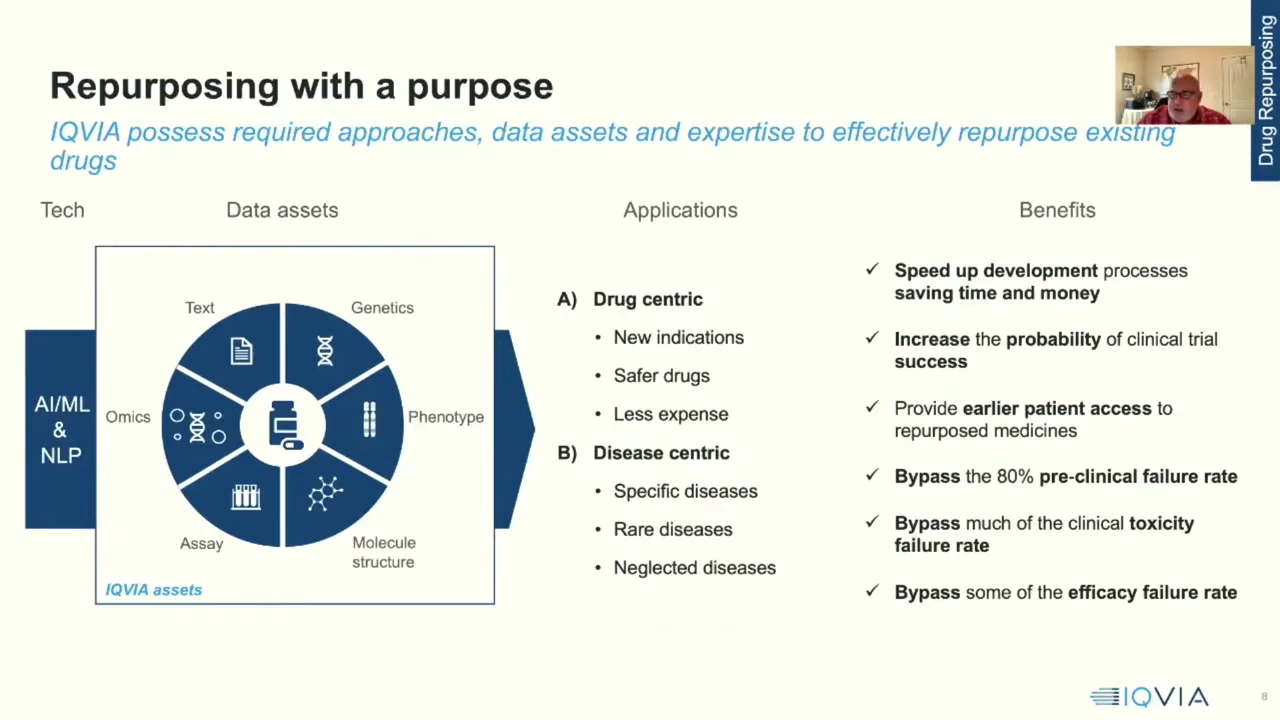 Repurposing with a purpose
IQVIA possess required approaches, data assets and expertise to effectively repurpose existing
drugs
Drug Repurposing
Tech
Data assets
Applications
Benefits
AI/ML
&
NLP
Text
Genetics
Omics
Phenotype
Assay
Molecule
structure
IQVIA assets
A) Drug centric
• New indications
• Safer drugs
• Less expense
B) Disease centric
• Specific diseases
• Rare diseases
• Neglected diseases
✓ Speed up development processes
saving time and money
✓ Increase the probability of clinical trial
success
✓ Provide earlier patient access to
repurposed medicines
✓ Bypass the 80% pre-clinical failure rate
✓ Bypass much of the clinical toxicity
failure rate
✓ Bypass some of the efficacy failure rate
IQVIA
8